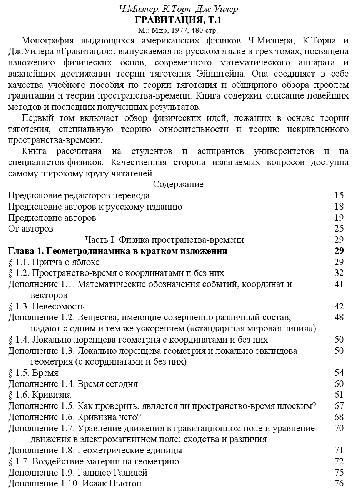 Ч.Мизнер, К.Торн, Дж.Уилер
ГРАВИТАЦИЯ, Т.1
М.: Мир, 1977, 480 стр.
Монография выдающихся американских физиков Ч.Мизнера, К.Торна и
Дж.Уилера «Гравитация», выпускаемая на русском языке в трех томах, посвящена
изложению физических основ, современного математического аппарата и
важнейших достижений теории тяготения Эйнштейна. Она соединяет в себе
качества учебного пособия по теории тяготения и обширного обзора проблем
гравитации и теории пространства-времени. Книга содержит описание новейших
методов и последних полученных результатов.
Первый том включает обзор физических идей, лежащих в основе теории
тяготения, специальную теорию относительности и теорию искривленного
пространства-времени.
Книга рассчитана на студентов и аспирантов университетов и на
специалистов-физиков. Качественная сторона излагаемых вопросов доступна
самому широкому кругу читателей.
Содержание
Предисловие редакторов перевода 15
Предисловие авторов к русскому изданию 18
Предисловие авторов 19
От авторов 25
Часть I. Физика пространства-времени 29
Глава 1. Геометродинамика в кратком изложении 29
§ 1.1. Притча о яблоке 29
§ 1.2. Пространство-время с координатами и без них 32
Дополнение 1.1. Математические обозначения событий, координат и 41
векторов
§ 1.3. Невесомость 42
Дополнение 1.2. Вещества, имеющие совершенно различный состав, 48
падают с одним и тем же ускорением («стандартная мировая линия»)
§ 1.4. Локально лоренцева геометрия с координатами и без них 50
Дополнение 1.3. Локально лоренцева геометрия и локально эвклидова 50
геометрия (с координатами и без них)
§ 1.5. Время 54
Дополнение 1.4. Время сегодня 60
§ 1.6. Кривизна 61
Дополнение 1.5. Как проверить, является ли пространство-время плоским? 67
Дополнение 1.6. Кривизна чего? 68
Дополнение 1.7. Уравнение движения в гравитационном поле и уравнение 70
движения в электромагнитном поле: сходства и различия
Дополнение 1.8. Геометрические единицы 71
§ 1.7. Воздействие материи на геометрию 72
Дополнение 1.9. Галилео Галилей 75
Дополнение 1.10. Исаак Ньютон 76